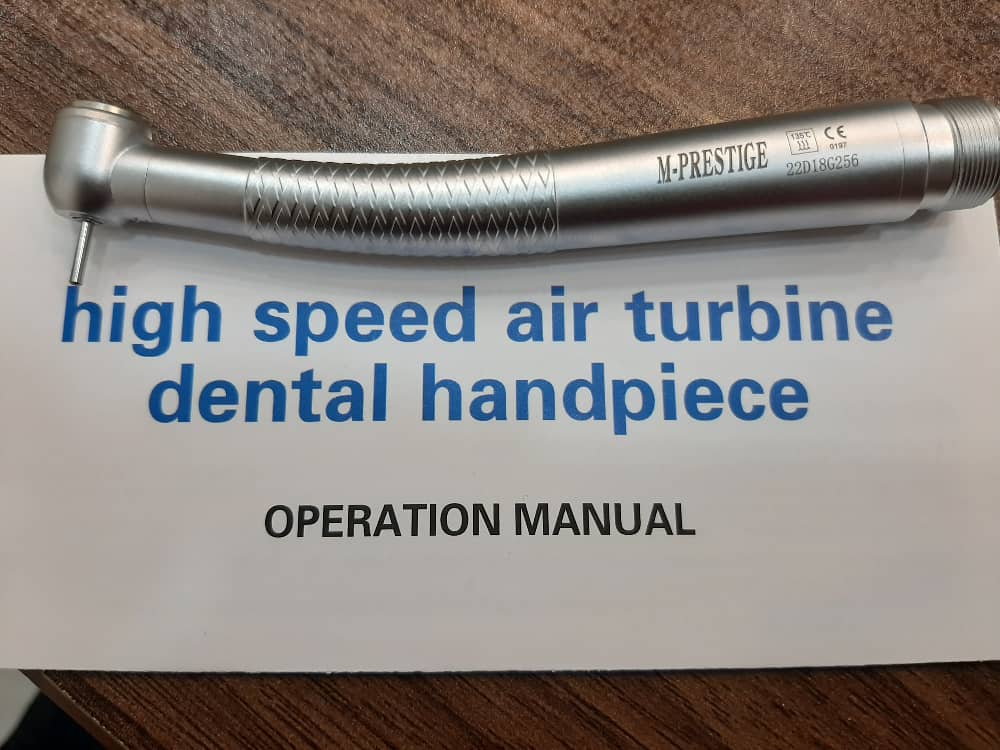 M-PRESTIGE
135°C
CE
0197
22D18G256
high speed air turbine
dental handpiece
OPERATION MANUAL